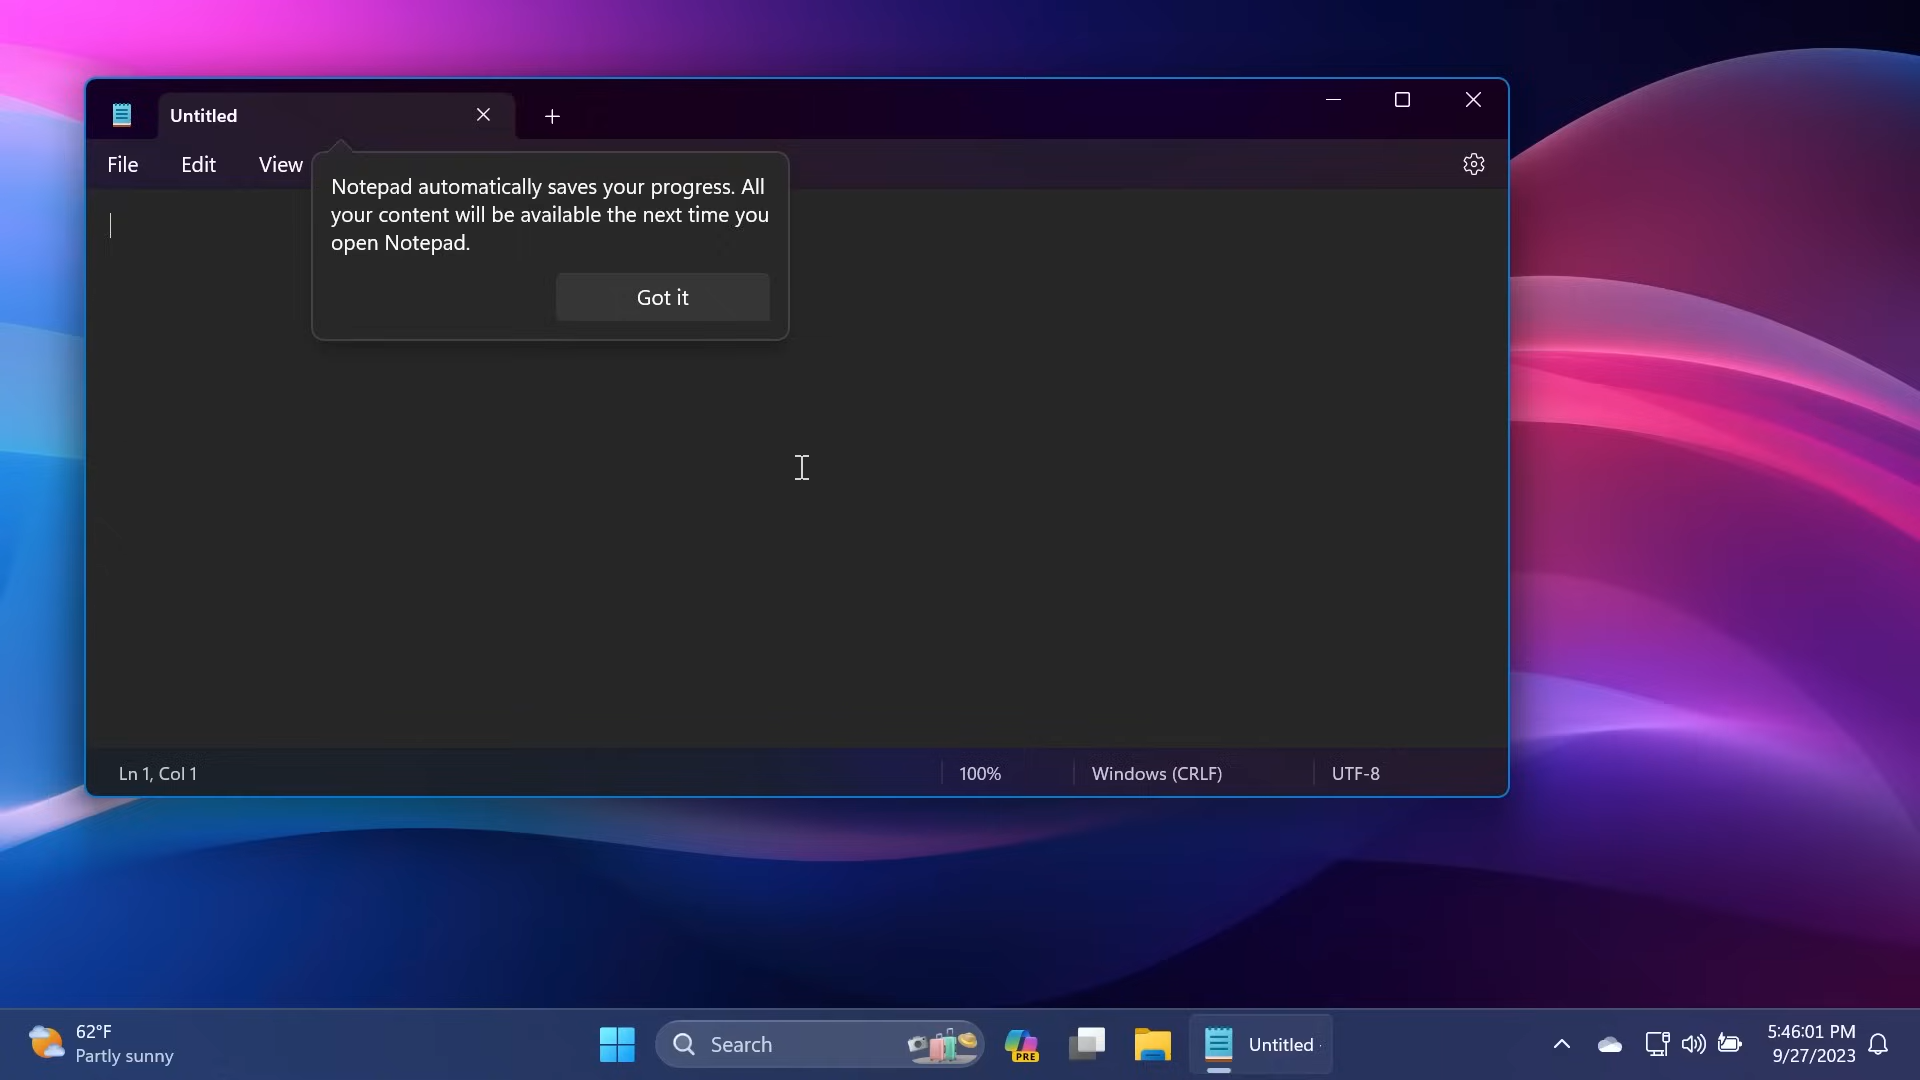 Untitled
File Edit View
Notepad automatically saves your progress. All
your content will be available the next time you
open Notepad.
Got it
Ln 1, Col 1 100% Windows (CRLF) UTF-8
62°F
Partly sunny
Search
PRE
Untitled
5:46:01 PM
9/27/2023